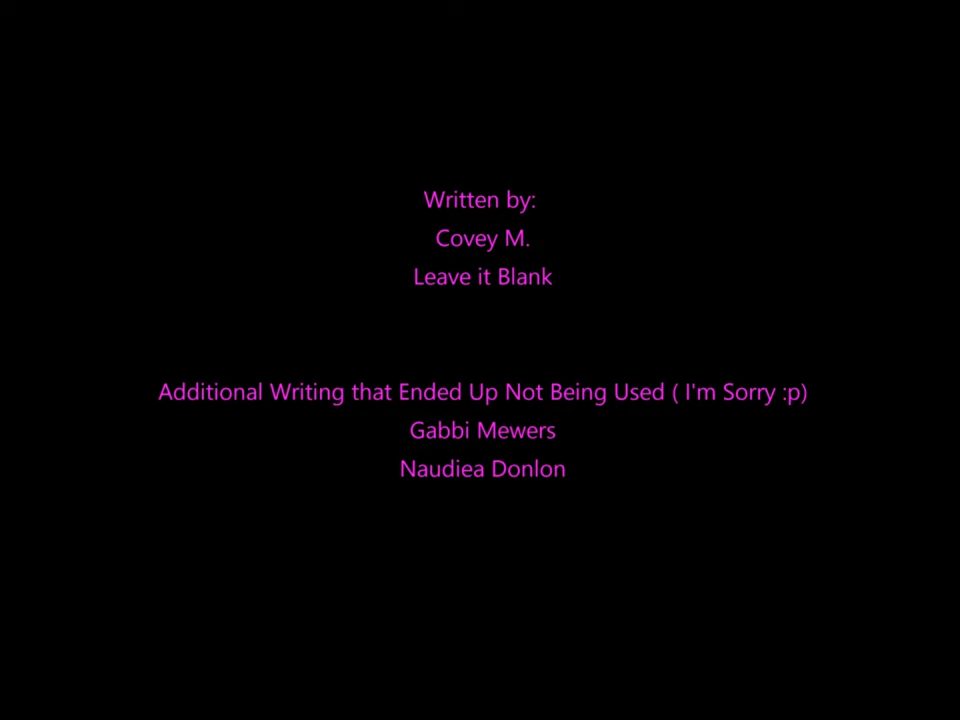 Written by:
Covey M.
Leave it Blank
Additional Writing that Ended Up Not Being Used ( I'm Sorry :p)
Gabbi Mewers
Naudiea Donlon